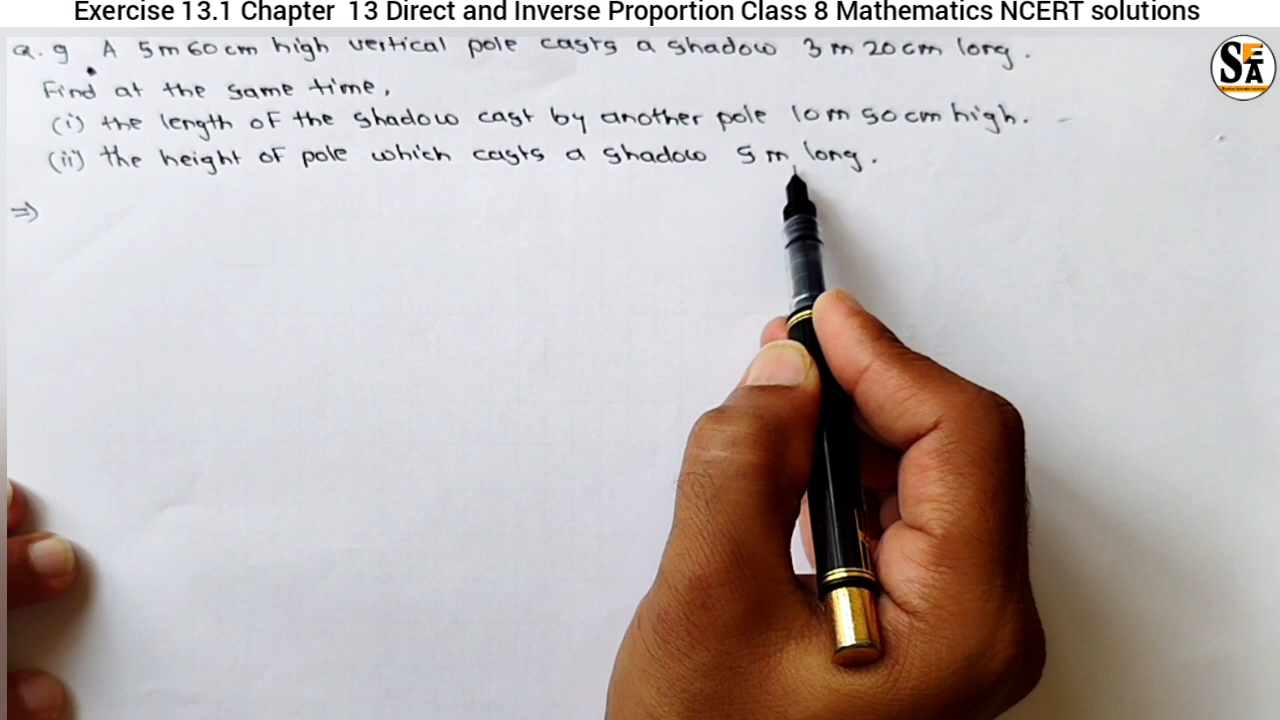 Exercise 13.1 Chapter 13 Direct and Inverse Proportion Class 8 Mathematics NCERT solutions
Q.9 A 5m 60cm high vertical pole casts a shadow 3m 20cm long.
Find at the same time,
(i) the length of the shadow cast by another pole 10m 50cm high.
(ii) the height of pole which casts a shadow 5m long.
⇒
SEA